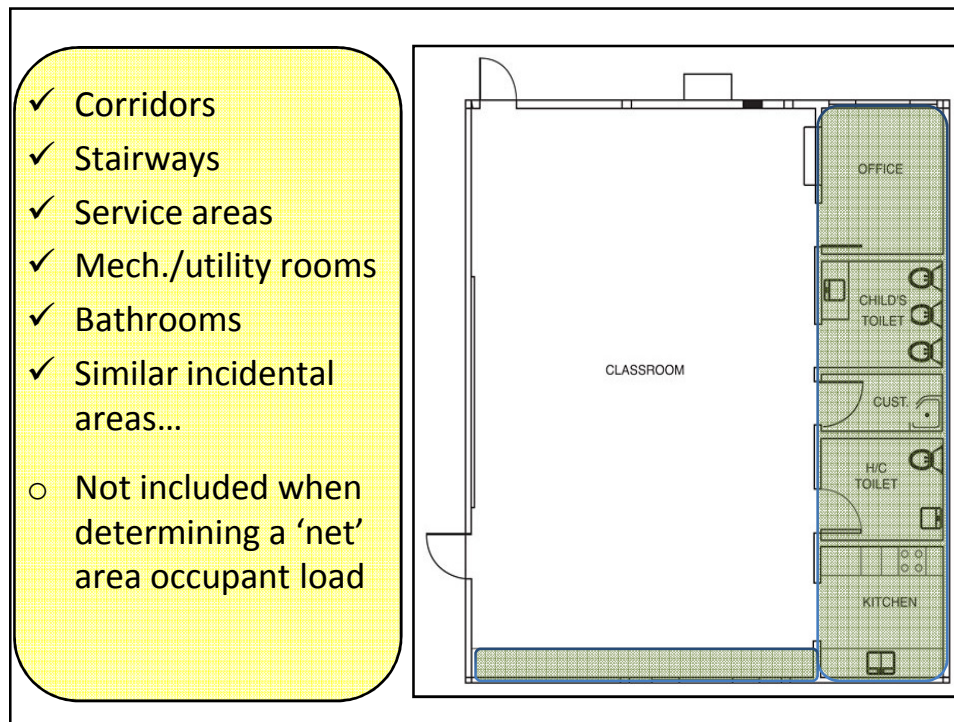 ✓ Corridors
✓ Stairways
✓ Service areas
✓ Mech./utility rooms
✓ Bathrooms
✓ Similar incidental
areas…
o Not included when
determining a ‘net’
area occupant load
OFFICE
CHILD'S
TOILET
CLASSROOM
CUST.
H/C
TOILET
KITCHEN